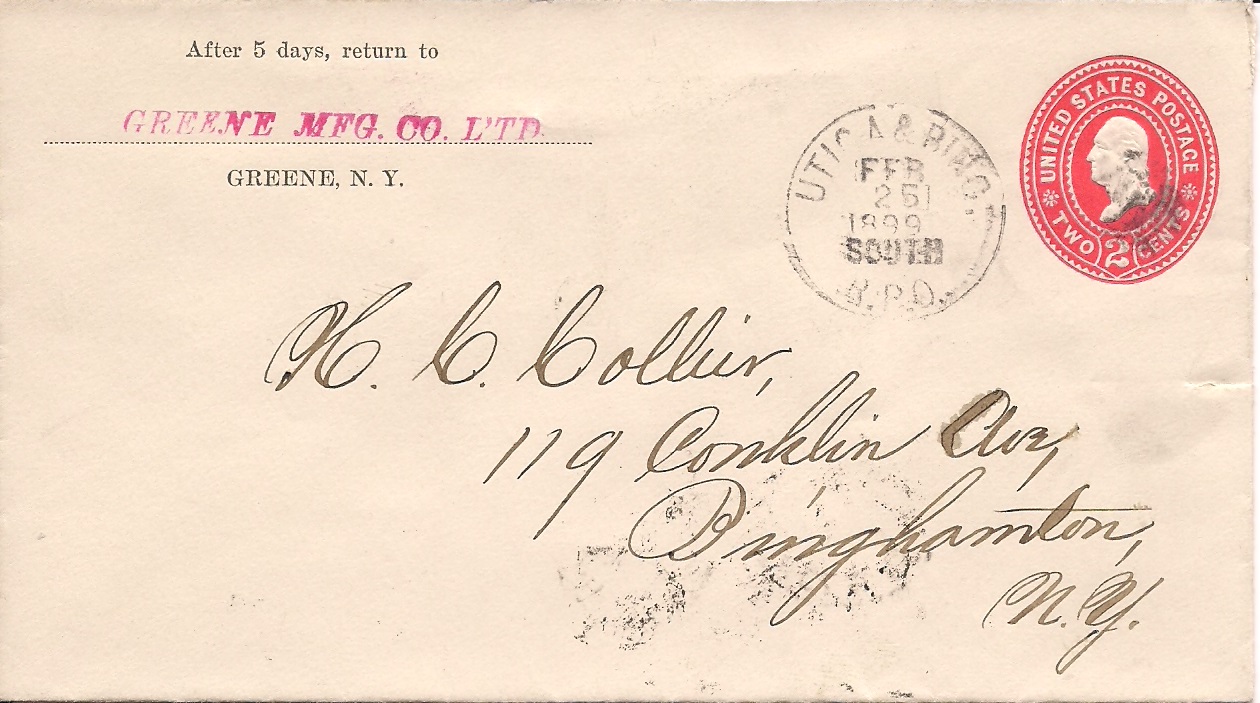 After 5 days, return to
GREENE MFG. CO. L'TD.
GREENE, N. Y.
UTICA & BING.
FEB
25
1899
SOUTH
R.P.O.
UNITED STATES POSTAGE
TWO 2 CENTS
H. C. Collier,
119 Conklin Ave,
Binghamton,
N.Y.